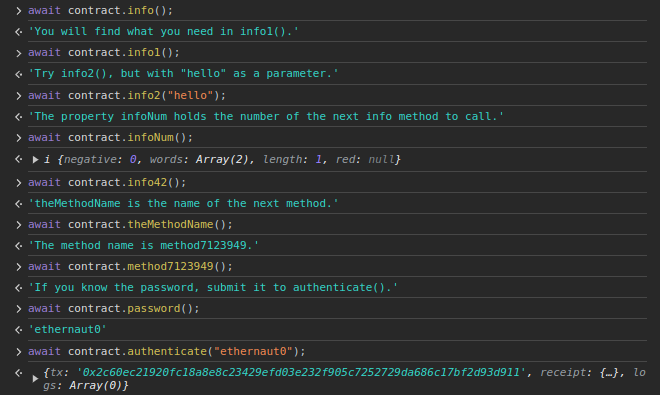 await contract.info();
'You will find what you need in info1().'
await contract.info1();
'Try info2(), but with "hello" as a parameter.'
await contract.info2("hello");
'The property infoNum holds the number of the next info method to call.'
await contract.infoNum();
i {negative: 0, words: Array(2), length: 1, red: null}
await contract.info42();
'theMethodName is the name of the next method.'
await contract.theMethodName();
'The method name is method7123949.'
await contract.method7123949();
'If you know the password, submit it to authenticate().'
await contract.password();
'ethernaut0'
await contract.authenticate("ethernaut0");
{tx: '0x2c60ec21920fc18a8e8c23429efd03e232f905c7252729da686c17bf2d93d911', receipt: {…}, lo
gs: Array(0)}